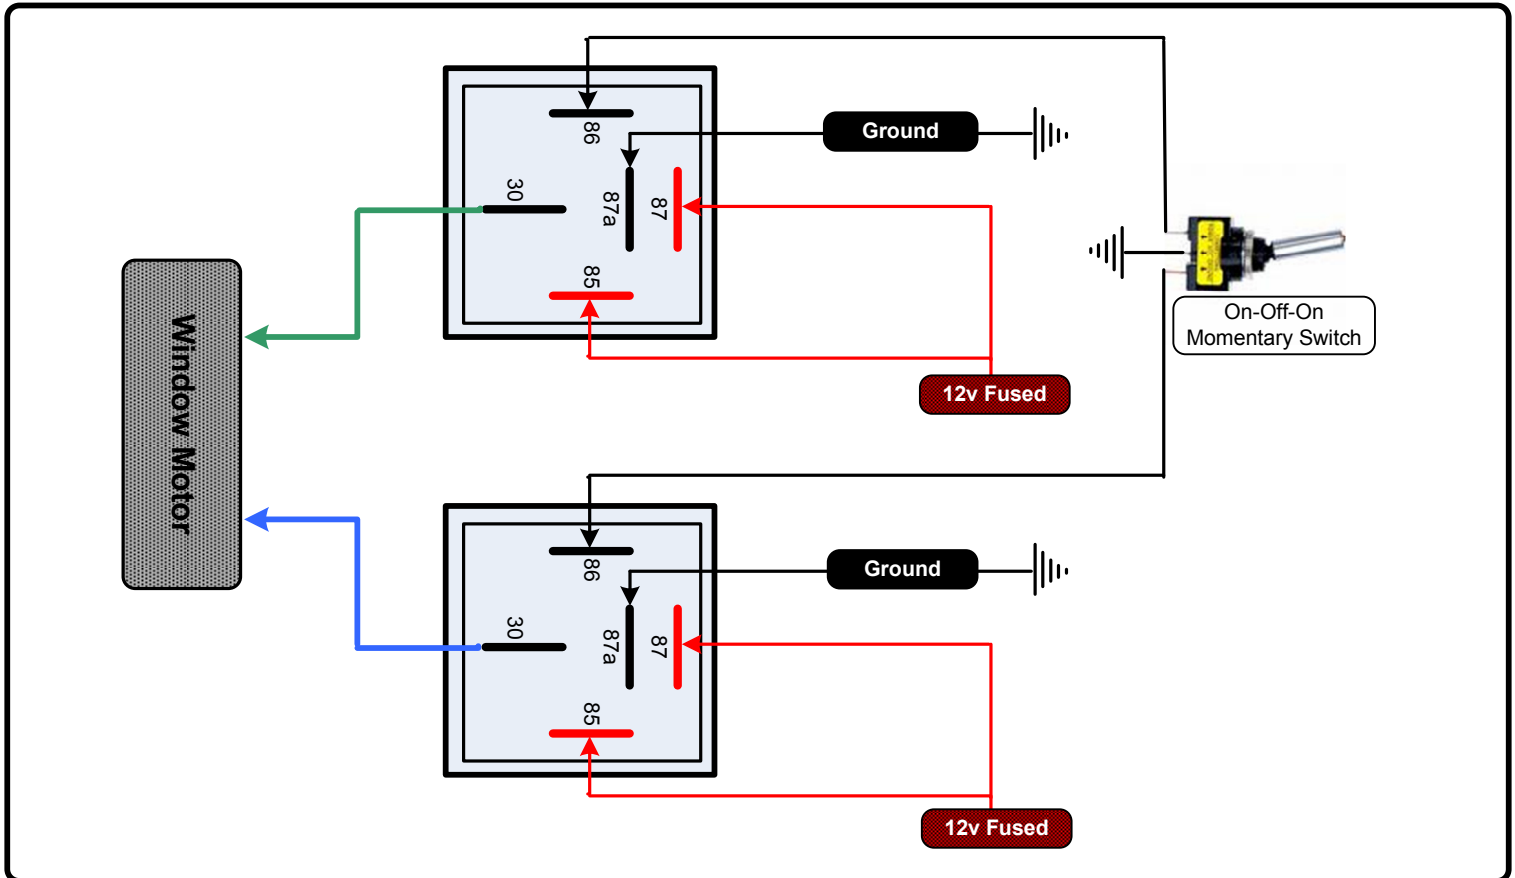 86
Ground
30
87a
87
85
12v Fused
On-Off-On
Momentary Switch
Window Motor
86
Ground
30
87a
87
85
12v Fused